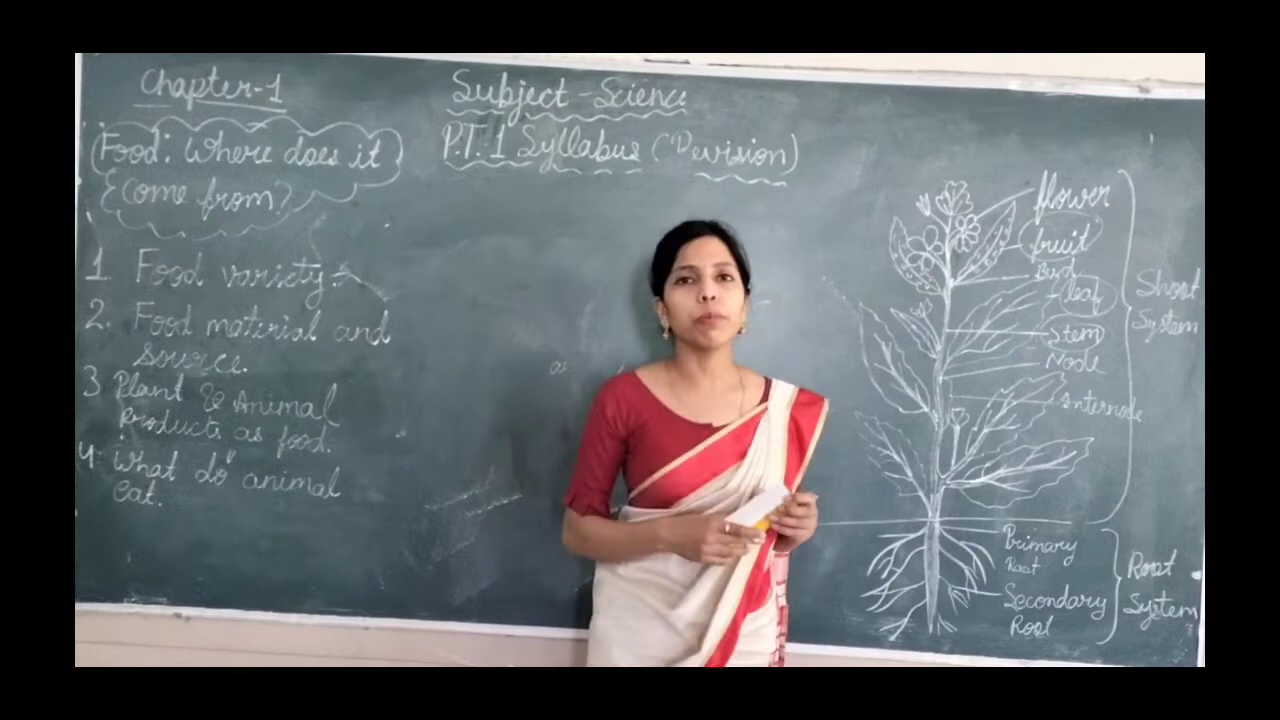 Chapter-1
Food: Where does it
come from?
1 Food variety:-
2. Food material and
source.
3 Plant & Animal
Products as food.
4. What do animal
eat.
Subject - Science
P.T. 1 Syllabus (Revision)
flower
fruit
Bud
leaf
Stem
Node
Internode
Shoot
System
Primary
Root
Secondary
Root
Root
System